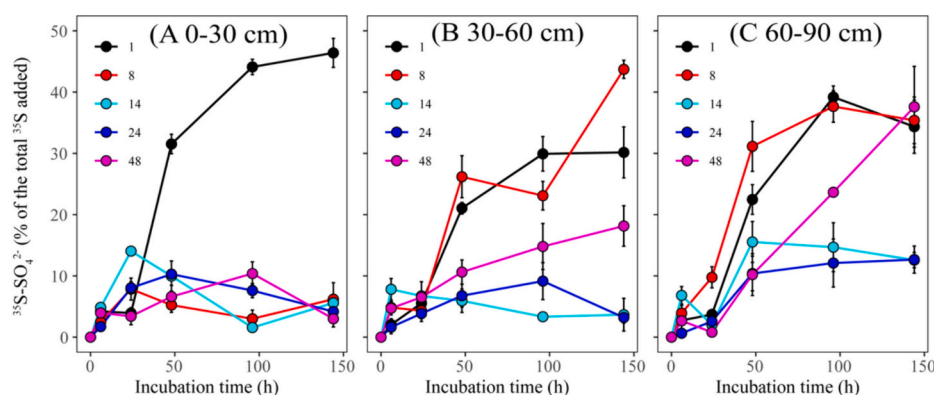 (A 0-30 cm)
(B 30-60 cm)
(C 60-90 cm)
1
8
14
24
48
1
8
14
24
48
1
8
14
24
48
³⁵S-SO₄²⁻ (% of the total ³⁵S added)
50
40
30
20
10
0
0 50 100 150
0 50 100 150
0 50 100 150
Incubation time (h)
Incubation time (h)
Incubation time (h)